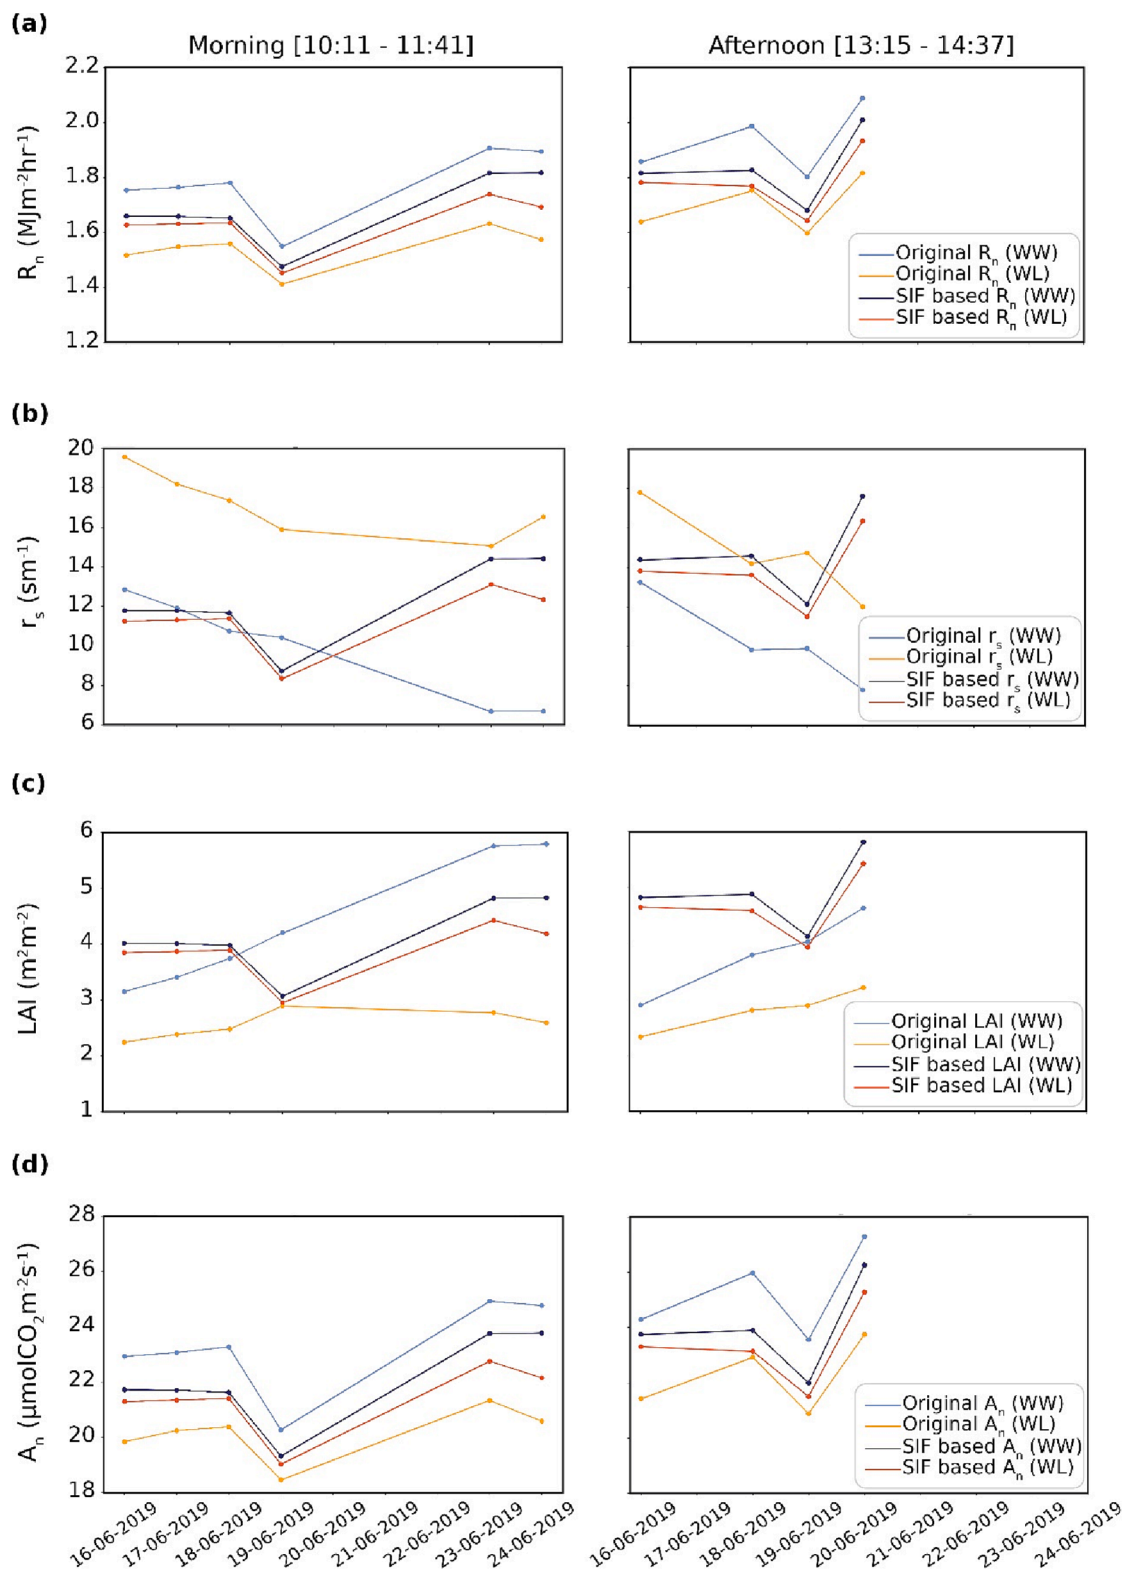 (a)
Morning [10:11 - 11:41]
Afternoon [13:15 - 14:37]
Rₙ (MJm⁻²hr⁻¹)
2.2
2.0
1.8
1.6
1.4
1.2
Original Rₙ (WW)
Original Rₙ (WL)
SIF based Rₙ (WW)
SIF based Rₙ (WL)
(b)
rₛ (sm⁻¹)
20
18
16
14
12
10
8
6
Original rₛ (WW)
Original rₛ (WL)
SIF based rₛ (WW)
SIF based rₛ (WL)
(c)
LAI (m²m⁻²)
6
5
4
3
2
1
Original LAI (WW)
Original LAI (WL)
SIF based LAI (WW)
SIF based LAI (WL)
(d)
Aₙ (μmolCO₂m⁻²s⁻¹)
28
26
24
22
20
18
Original Aₙ (WW)
Original Aₙ (WL)
SIF based Aₙ (WW)
SIF based Aₙ (WL)
16-06-2019
17-06-2019
18-06-2019
19-06-2019
20-06-2019
21-06-2019
22-06-2019
23-06-2019
24-06-2019
16-06-2019
17-06-2019
18-06-2019
19-06-2019
20-06-2019
21-06-2019
22-06-2019
23-06-2019
24-06-2019